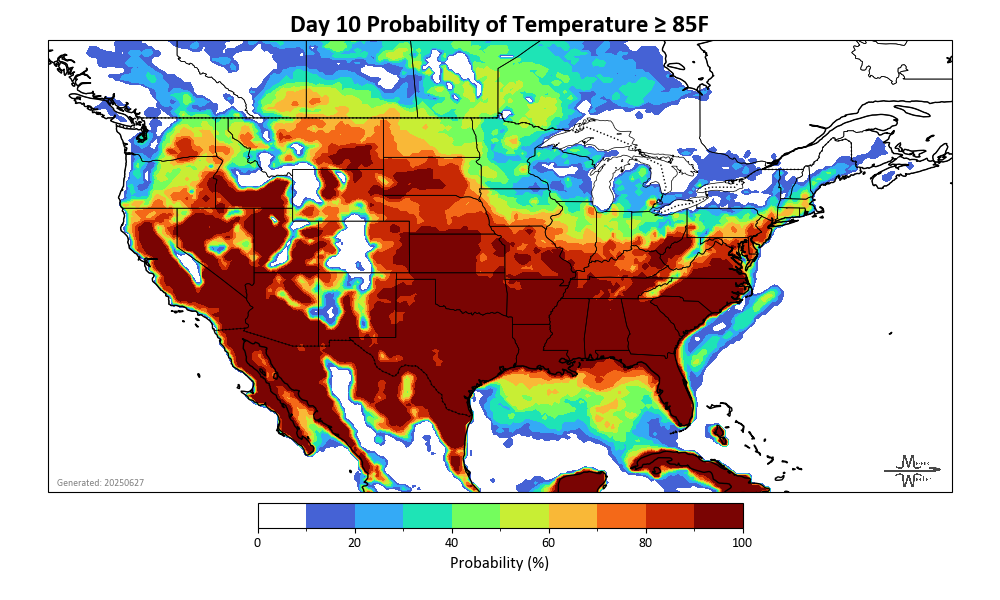 Day 10 Probability of Temperature ≥ 85F
Generated: 20250627
0 20 40 60 80 100
Probability (%)